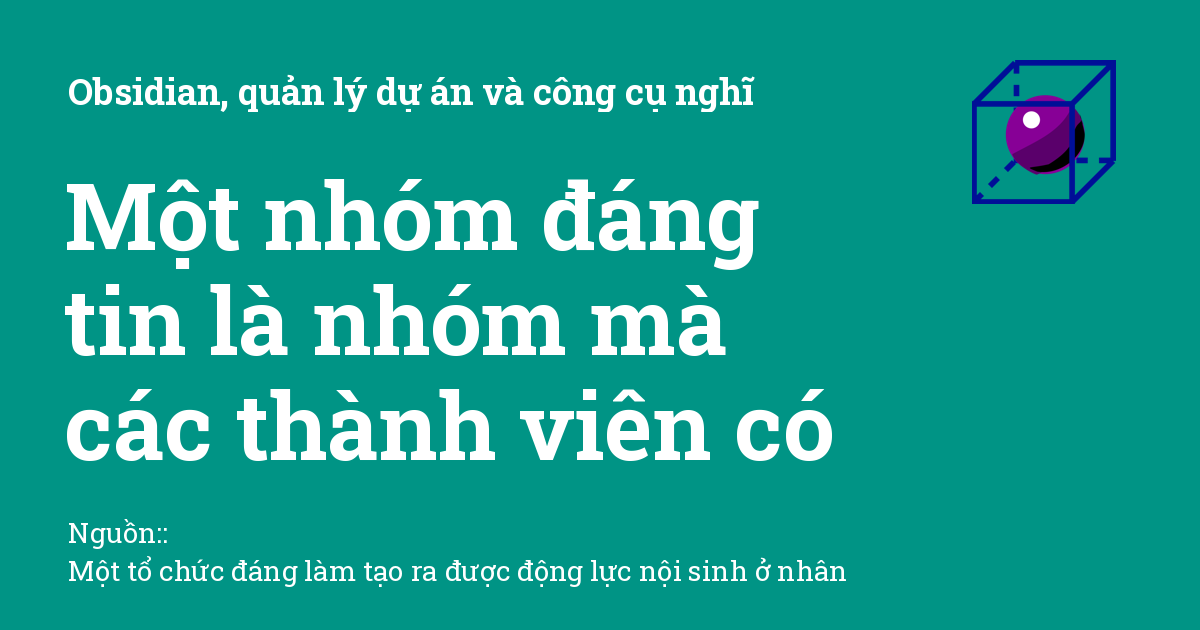 Obsidian, quản lý dự án và công cụ nghĩ
Một nhóm đáng
tin là nhóm mà
các thành viên có
Nguồn::
Một tổ chức đáng làm tạo ra được động lực nội sinh ở nhân